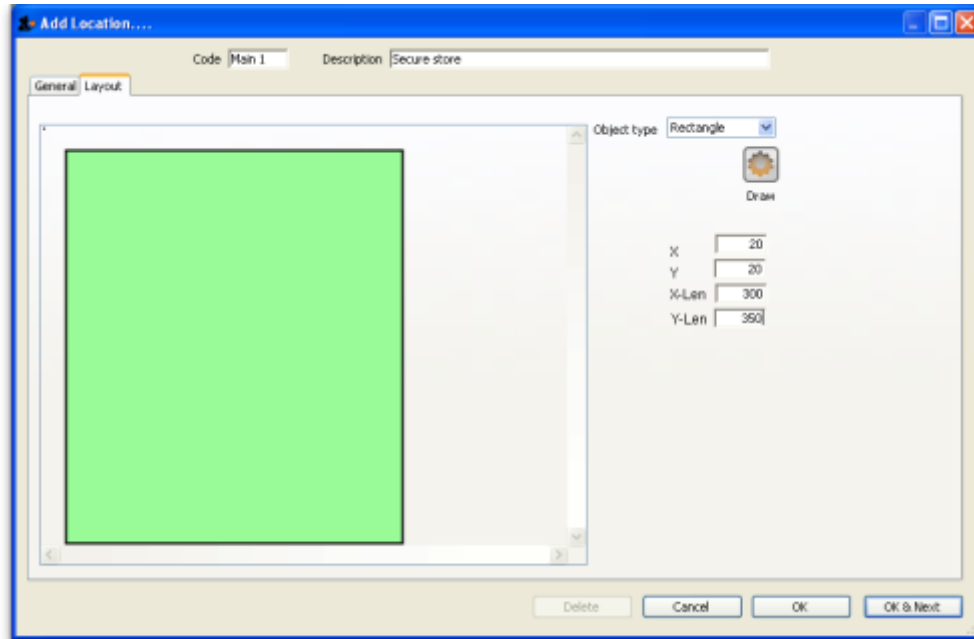 Add Location....
Code Main 1 Description Secure store
General Layout
Object type Rectangle
Draw
X 20
Y 20
X-Len 300
Y-Len 350
Delete Cancel OK OK & Next